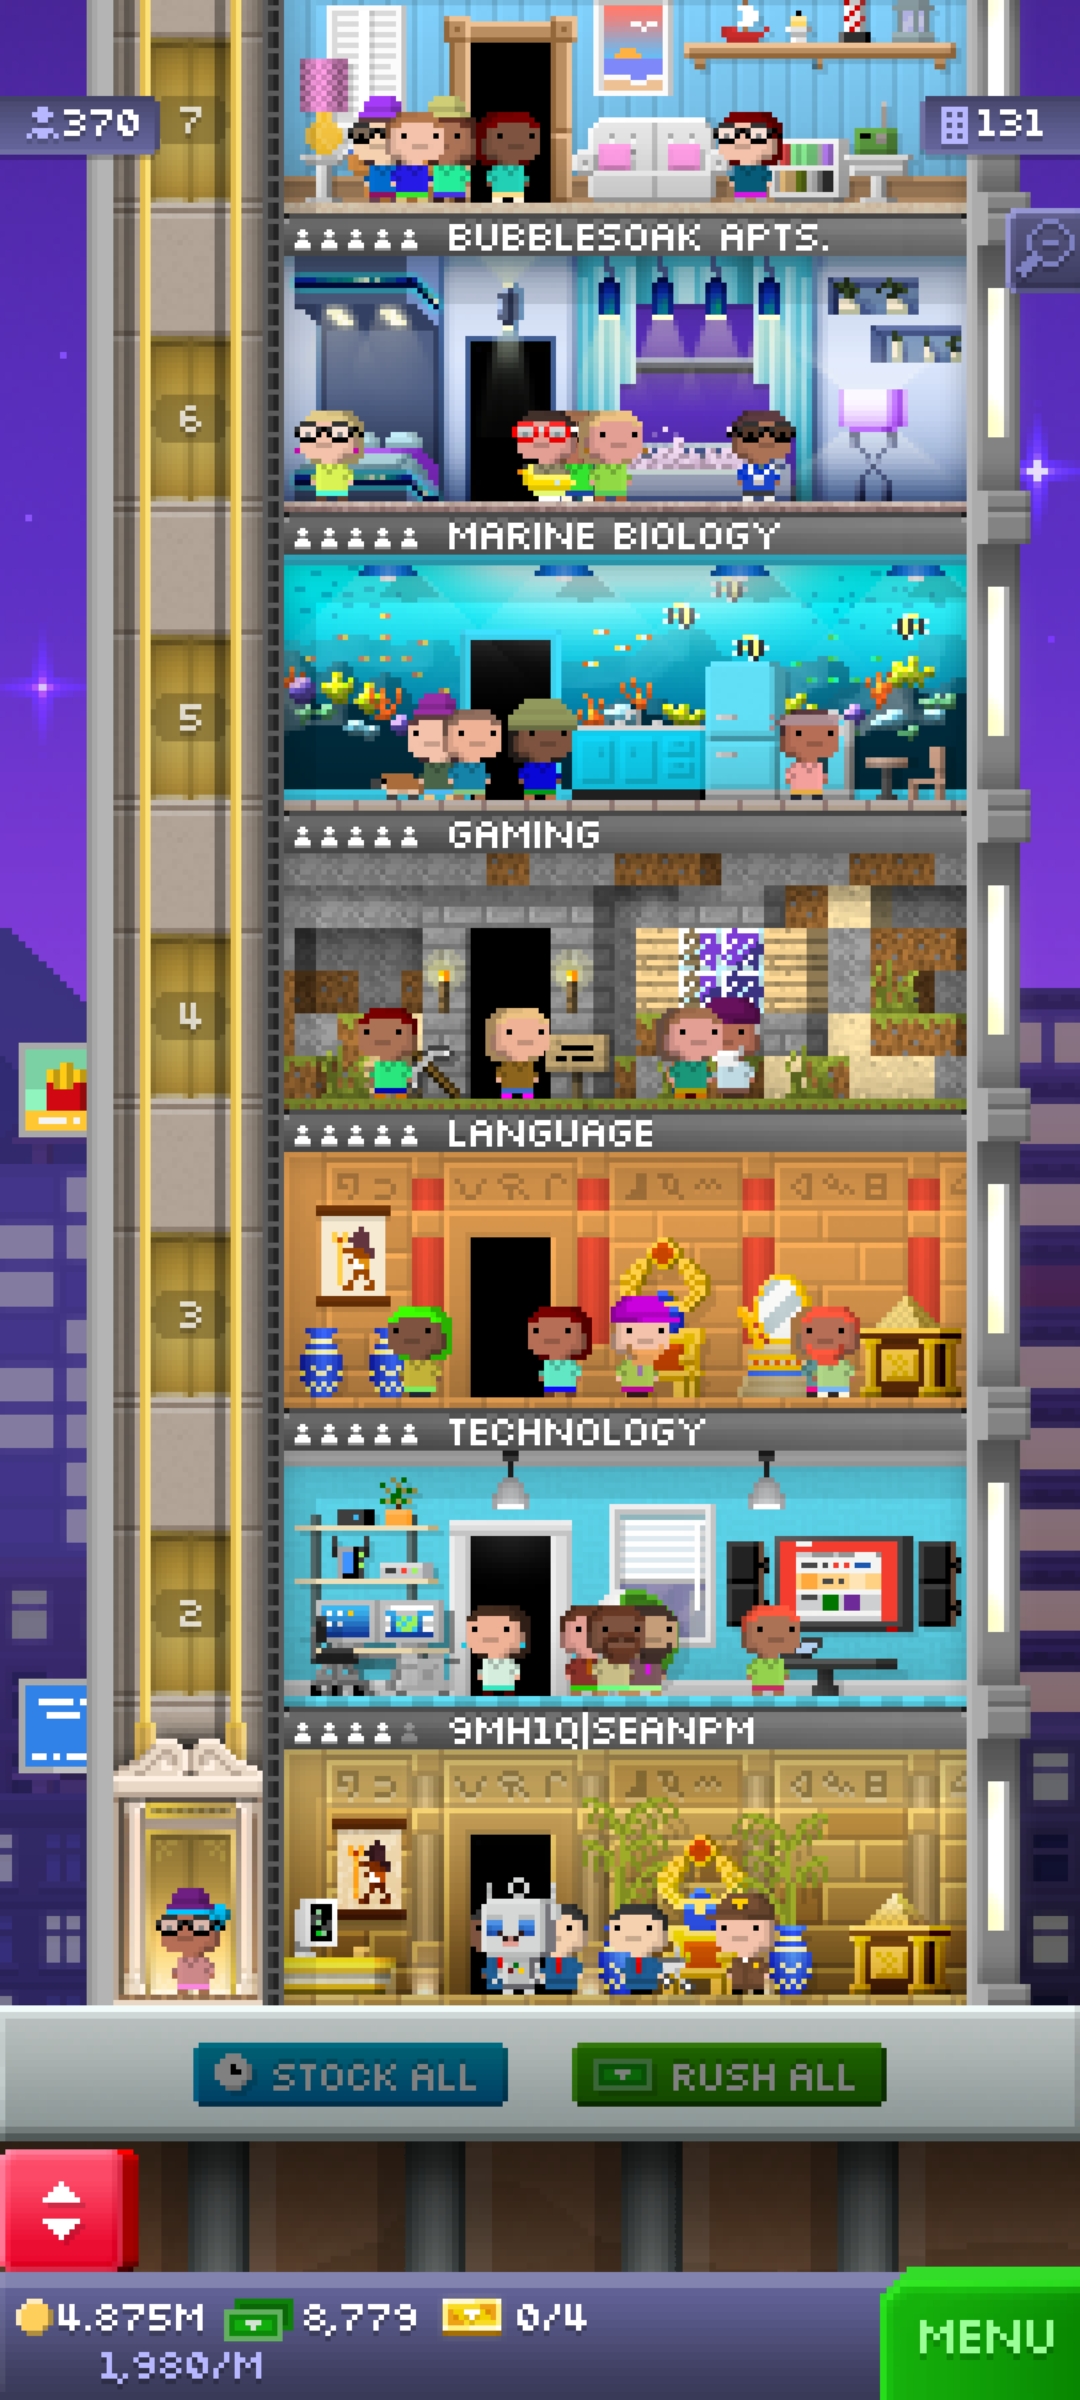 370
7
131
BUBBLESOAK APTS.
6
MARINE BIOLOGY
5
GAMING
4
LANGUAGE
3
TECHNOLOGY
2
9MH1Q|SEANPM
STOCK ALL
RUSH ALL
4.875M 8,779 0/4
1,980/M
MENU